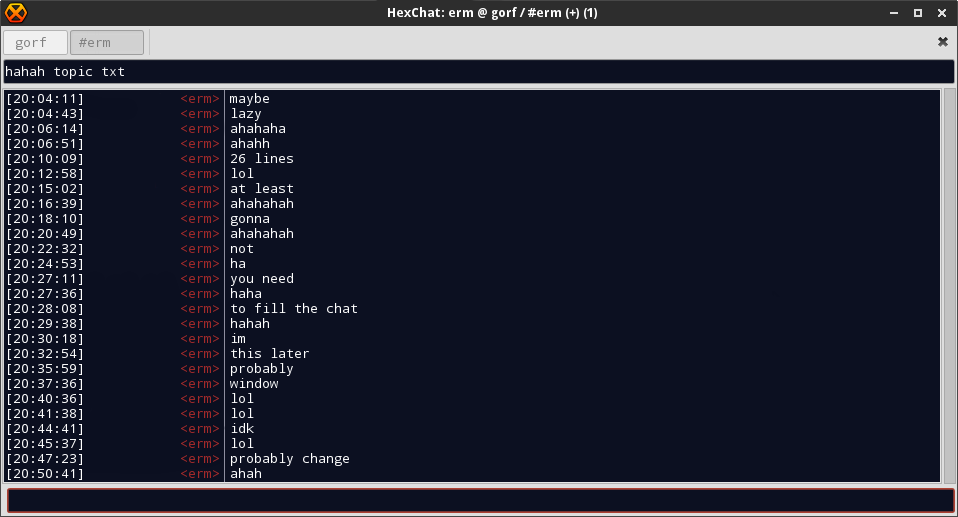 HexChat: erm @ gorf / #erm (+) (1)
gorf #erm
hahah topic txt
[20:04:11] <erm> maybe
[20:04:43] <erm> lazy
[20:06:14] <erm> ahahaha
[20:06:51] <erm> ahahh
[20:10:09] <erm> 26 lines
[20:12:58] <erm> lol
[20:15:02] <erm> at least
[20:16:39] <erm> ahahahah
[20:18:10] <erm> gonna
[20:20:49] <erm> ahahahah
[20:22:32] <erm> not
[20:24:53] <erm> ha
[20:27:11] <erm> you need
[20:27:36] <erm> haha
[20:28:08] <erm> to fill the chat
[20:29:38] <erm> hahah
[20:30:18] <erm> im
[20:32:54] <erm> this later
[20:35:59] <erm> probably
[20:37:36] <erm> window
[20:40:36] <erm> lol
[20:41:38] <erm> lol
[20:44:41] <erm> idk
[20:45:37] <erm> lol
[20:47:23] <erm> probably change
[20:50:41] <erm> ahah